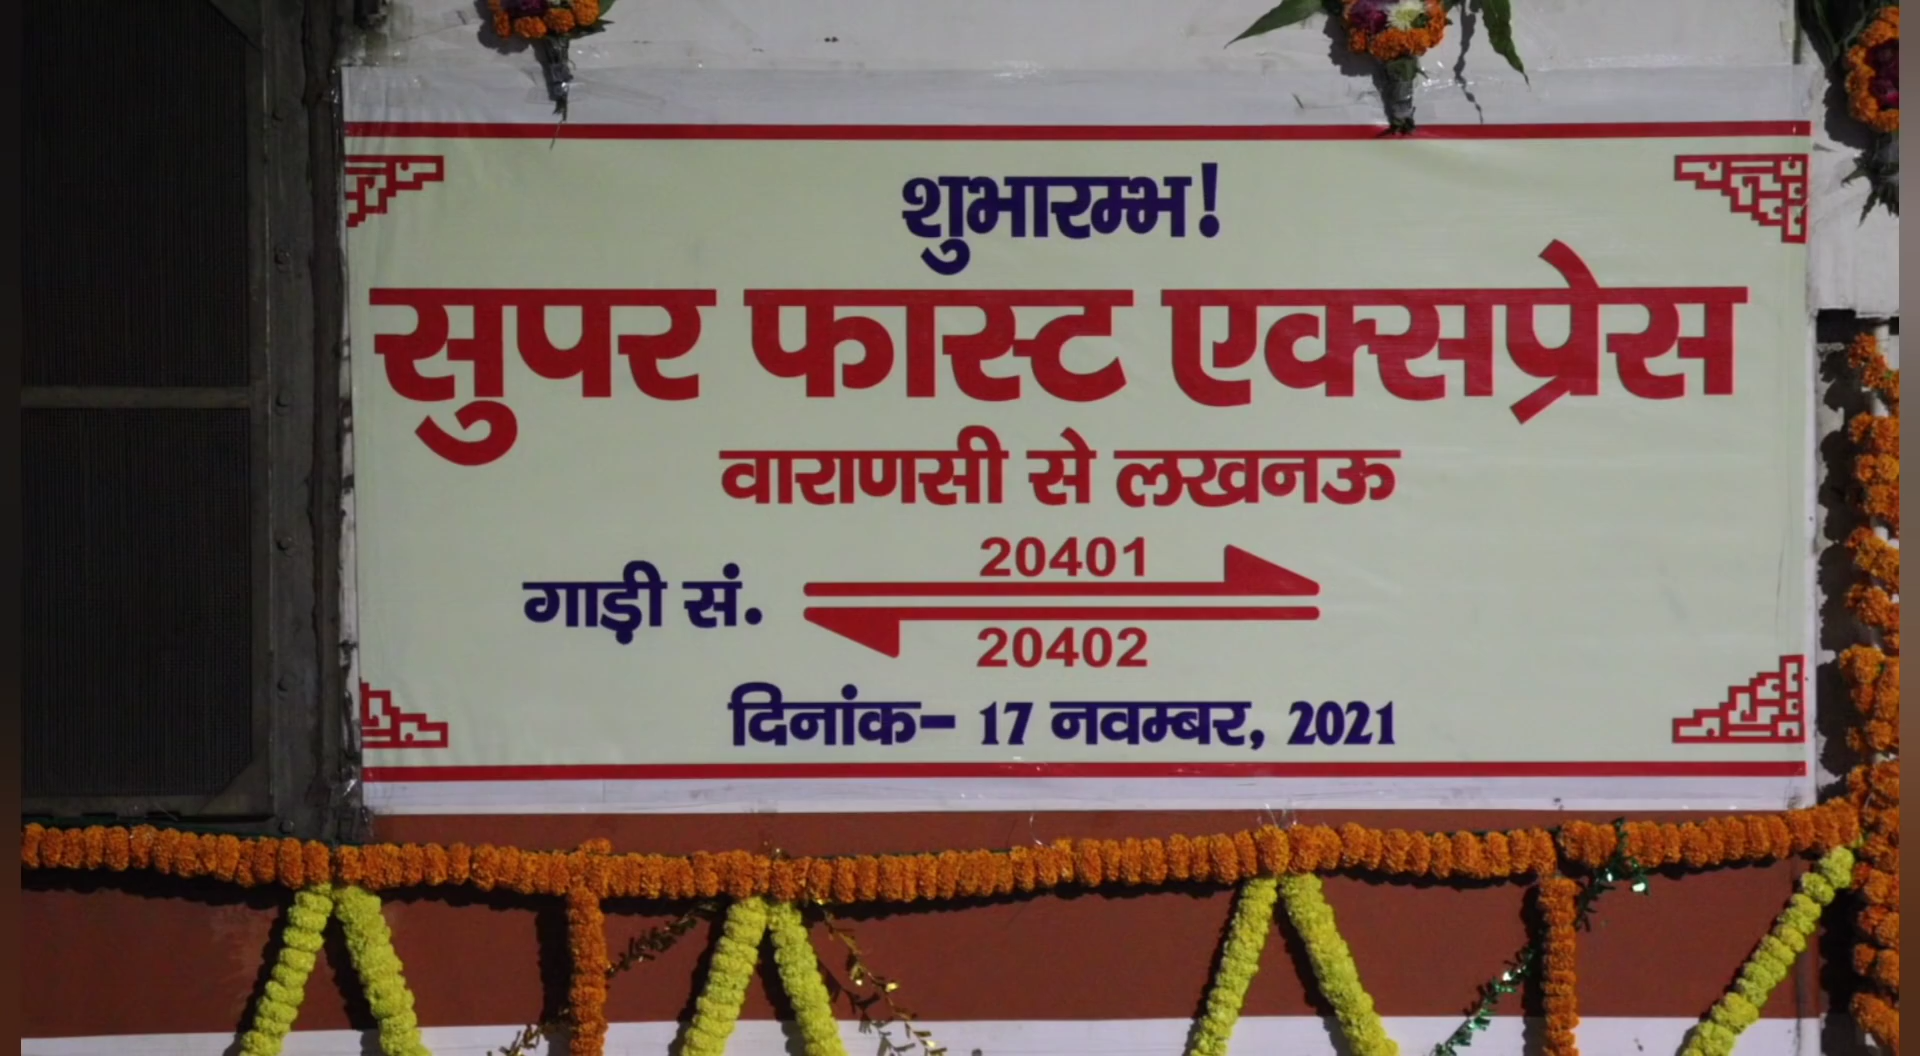 शुभारम्भ!
सुपर फास्ट एक्सप्रेस
वाराणसी से लखनऊ
20401
गाड़ी सं.
20402
दिनांक- 17 नवम्बर, 2021